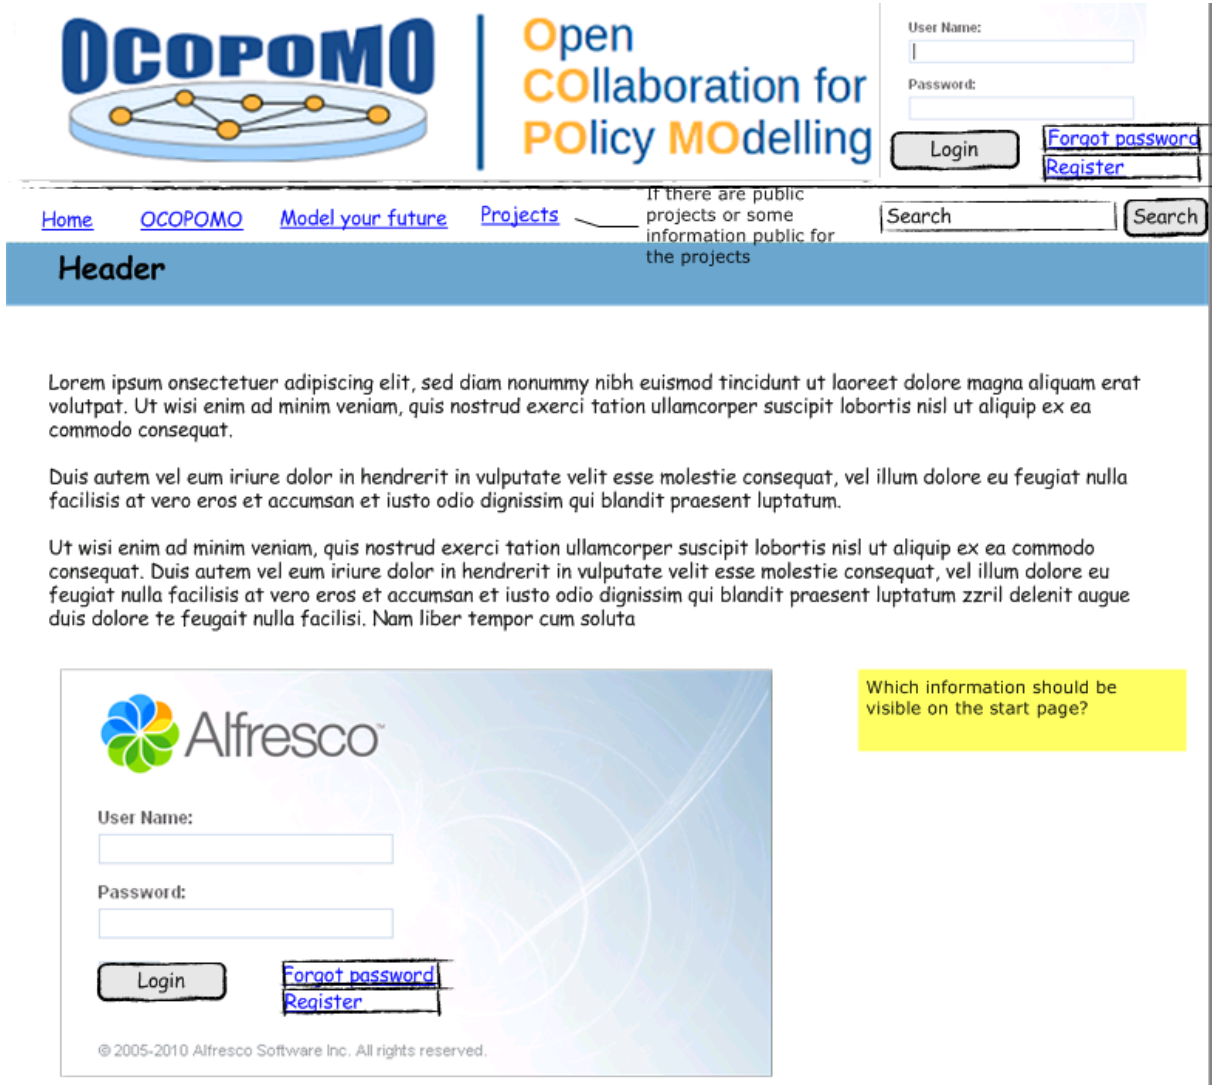 OCOPOMO
Open
COllaboration for
POlicy MOdelling
User Name:
Password:
Login
Forgot password
Register
Home
OCOPOMO
Model your future
Projects
If there are public
projects or some
information public for
the projects
Search
Search
Header
Lorem ipsum onsectetuer adipiscing elit, sed diam nonummy nibh euismod tincidunt ut laoreet dolore magna aliquam erat
volutpat. Ut wisi enim ad minim veniam, quis nostrud exerci tation ullamcorper suscipit lobortis nisl ut aliquip ex ea
commodo consequat.
Duis autem vel eum iriure dolor in hendrerit in vulputate velit esse molestie consequat, vel illum dolore eu feugiat nulla
facilisis at vero eros et accumsan et iusto odio dignissim qui blandit praesent luptatum.
Ut wisi enim ad minim veniam, quis nostrud exerci tation ullamcorper suscipit lobortis nisl ut aliquip ex ea commodo
consequat. Duis autem vel eum iriure dolor in hendrerit in vulputate velit esse molestie consequat, vel illum dolore eu
feugiat nulla facilisis at vero eros et accumsan et iusto odio dignissim qui blandit praesent luptatum zzril delenit augue
duis dolore te feugait nulla facilisi. Nam liber tempor cum soluta
Alfresco™
User Name:
Password:
Login
Forgot password
Register
© 2005-2010 Alfresco Software Inc. All rights reserved.
Which information should be
visible on the start page?